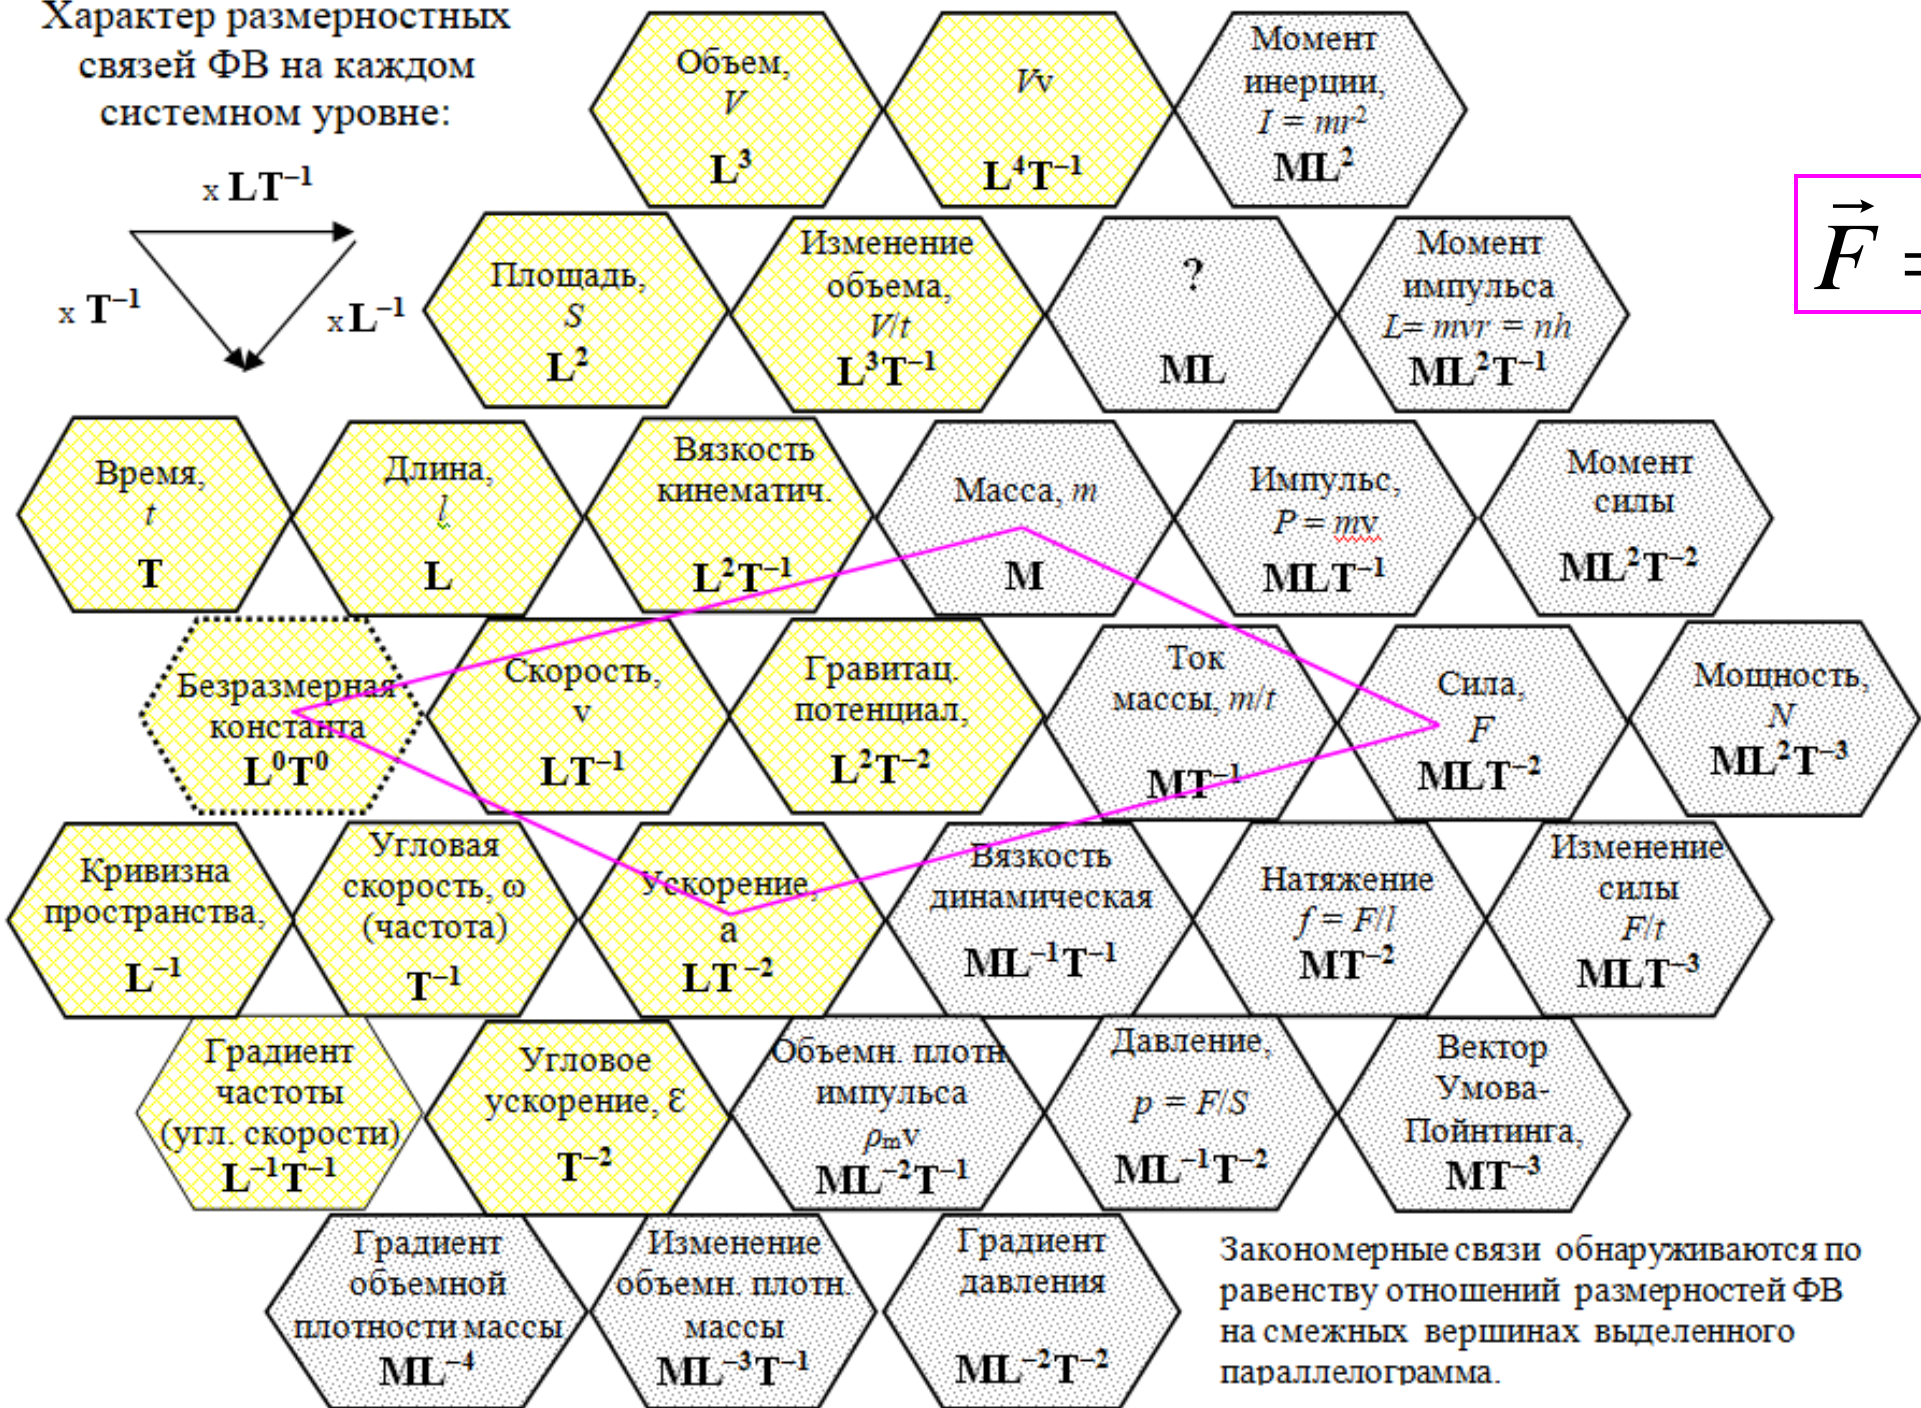 Характер размерностных
связей ФВ на каждом
системном уровне:
x LT⁻¹
x T⁻¹
x L⁻¹
Объем,
V
L³
Vv
L⁴T⁻¹
Момент
инерции,
I = mr²
ML²
F =
Площадь,
S
L²
Изменение
объема,
V/t
L³T⁻¹
?
ML
Момент
импульса
L= mvr = nh
ML²T⁻¹
Время,
t
T
Длина,
l
L
Вязкость
кинематич.
L²T⁻¹
Масса, m
M
Импульс,
P = mv
MLT⁻¹
Момент
силы
ML²T⁻²
Безразмерная
константа
L⁰T⁰
Скорость,
v
LT⁻¹
Гравитац.
потенциал,
L²T⁻²
Ток
массы, m/t
MT⁻¹
Сила,
F
MLT⁻²
Мощность,
N
ML²T⁻³
Кривизна
пространства,
L⁻¹
Угловая
скорость, ω
(частота)
T⁻¹
Ускорение,
a
LT⁻²
Вязкость
динамическая
ML⁻¹T⁻¹
Натяжение
f = F/l
MT⁻²
Изменение
силы
F/t
MLT⁻³
Градиент
частоты
(угл. скорости)
L⁻¹T⁻¹
Угловое
ускорение, ε
T⁻²
Объемн. плотн
импульса
ρₘv
ML⁻²T⁻¹
Давление,
p = F/S
ML⁻¹T⁻²
Вектор
Умова-
Пойнтинга,
MT⁻³
Градиент
объемной
плотности массы
ML⁻⁴
Изменение
объемн. плотн.
массы
ML⁻³T⁻¹
Градиент
давления
ML⁻²T⁻²
Закономерные связи обнаруживаются по
равенству отношений размерностей ФВ
на смежных вершинах выделенного
параллелограмма.